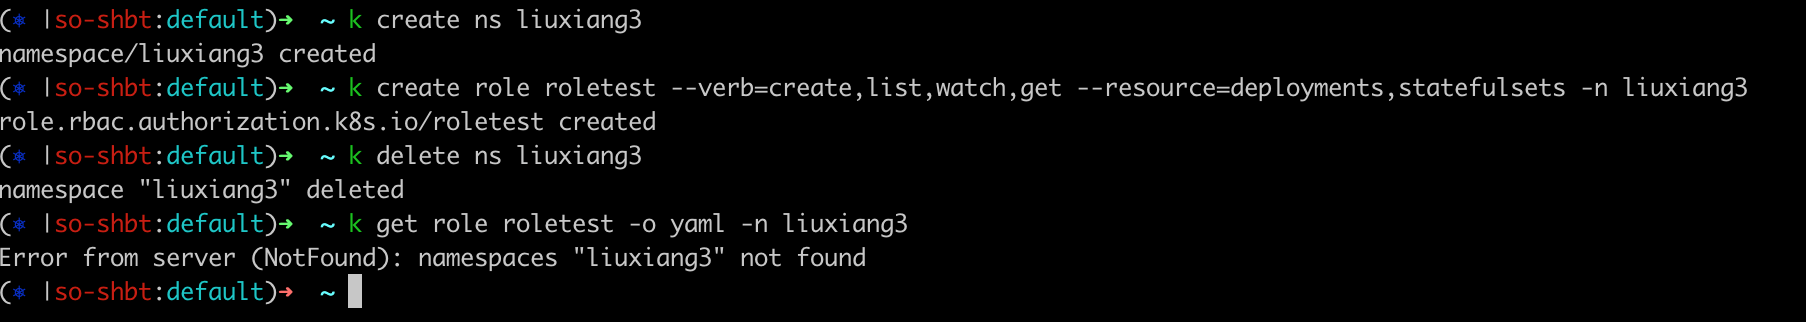 (⎈ |so-shbt:default)➜  ~ k create ns liuxiang3
namespace/liuxiang3 created
(⎈ |so-shbt:default)➜  ~ k create role roletest --verb=create,list,watch,get --resource=deployments,statefulsets -n liuxiang3
role.rbac.authorization.k8s.io/roletest created
(⎈ |so-shbt:default)➜  ~ k delete ns liuxiang3
namespace "liuxiang3" deleted
(⎈ |so-shbt:default)➜  ~ k get role roletest -o yaml -n liuxiang3
Error from server (NotFound): namespaces "liuxiang3" not found
(⎈ |so-shbt:default)➜  ~